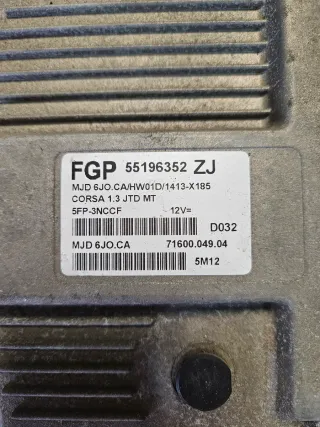 FGP 55196352 ZJ
MJD 6JO.CA/HW01D/1413-X185
CORSA 1.3 JTD MT
5FP-3NCCF 12V=
D032
MJD 6JO.CA 71600.049.04
5M12